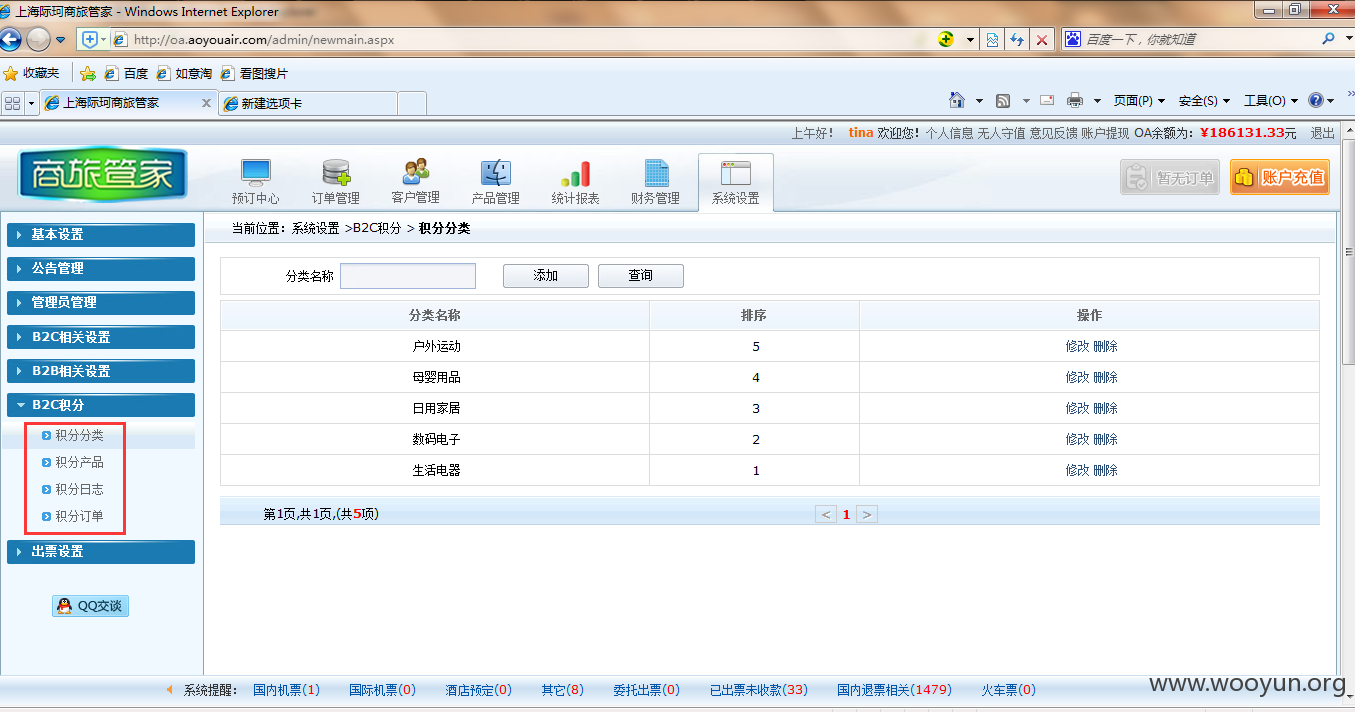 上海际珂商旅管家 - Windows Internet Explorer
http://oa.aoyouair.com/admin/newmain.aspx
百度一下，你就知道
收藏夹 百度 如意淘 看图搜片
上海际珂商旅管家 新建选项卡
页面(P) 安全(S) 工具(O)
上午好！ tina 欢迎您！个人信息 无人守值 意见反馈 账户提现 OA余额为：￥186131.33元 退出
商旅管家
预订中心 订单管理 客户管理 产品管理 统计报表 财务管理 系统设置
暂无订单 账户充值
当前位置：系统设置 >B2C积分 > 积分分类
基本设置
公告管理
管理员管理
B2C相关设置
B2B相关设置
B2C积分
积分分类
积分产品
积分日志
积分订单
出票设置
QQ交谈
分类名称 添加 查询
分类名称 排序 操作
户外运动 5 修改 删除
母婴用品 4 修改 删除
日用家居 3 修改 删除
数码电子 2 修改 删除
生活电器 1 修改 删除
第1页,共1页,(共5项) < 1 >
系统提醒： 国内机票(1) 国际机票(0) 酒店预定(0) 其它(8) 委托出票(0) 已出票未收款(33) 国内退票相关(1479) 火车票(0)
www.wooyun.org